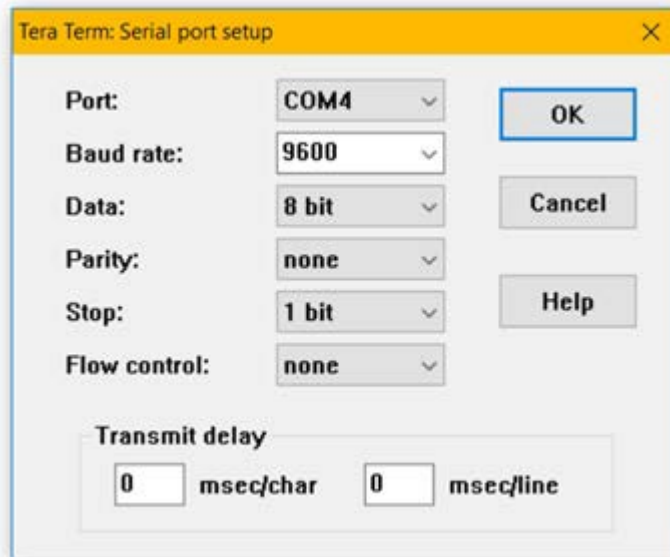 Tera Term: Serial port setup
Port: COM4 OK
Baud rate: 9600
Data: 8 bit Cancel
Parity: none
Stop: 1 bit Help
Flow control: none
Transmit delay
0 msec/char 0 msec/line